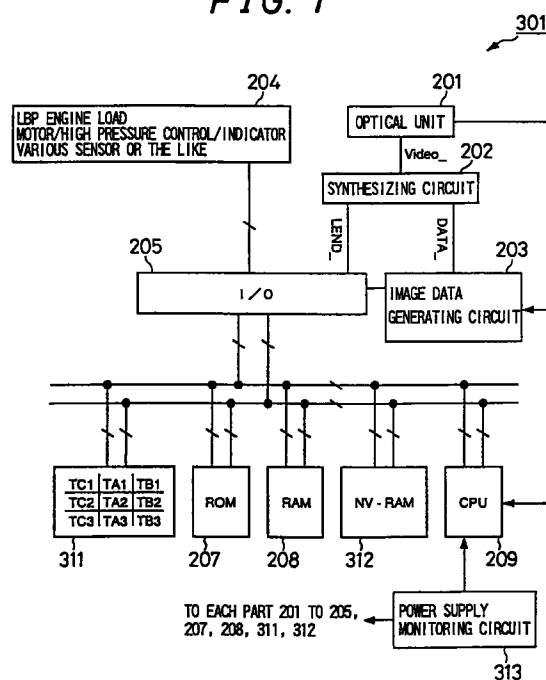 FIG. 7
301
204
LBP ENGINE LOAD
MOTOR/HIGH PRESSURE CONTROL/INDICATOR
VARIOUS SENSOR OR THE LIKE
201
OPTICAL UNIT
Video_
202
SYNTHESIZING CIRCUIT
LEND_
DATA_
205
I/O
203
IMAGE DATA
GENERATING CIRCUIT
TC1 TA1 TB1
TC2 TA2 TB2
TC3 TA3 TB3
311
ROM
207
RAM
208
NV-RAM
312
CPU
209
TO EACH PART 201 TO 205,
207, 208, 311, 312
POWER SUPPLY
MONITORING CIRCUIT
313